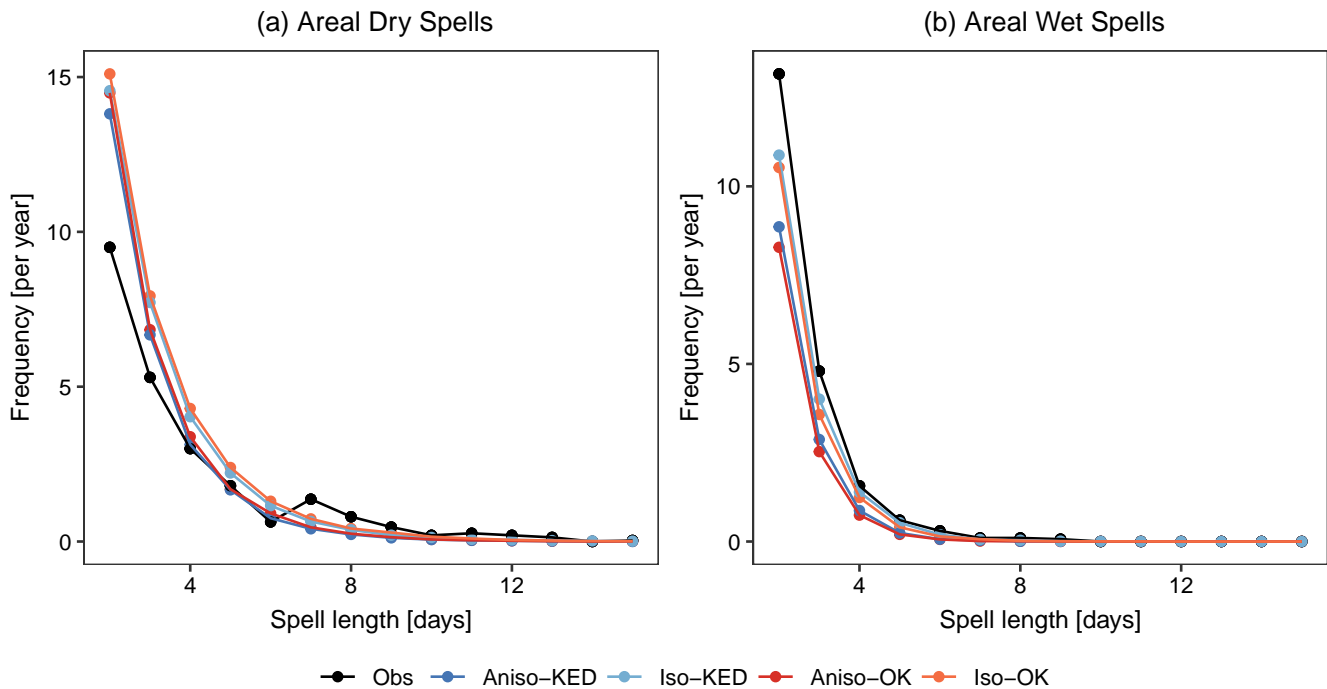 (a) Areal Dry Spells
(b) Areal Wet Spells
Frequency [per year]
15
10
5
0
4
8
12
Spell length [days]
Frequency [per year]
10
5
0
4
8
12
Spell length [days]
Obs Aniso−KED Iso−KED Aniso−OK Iso−OK